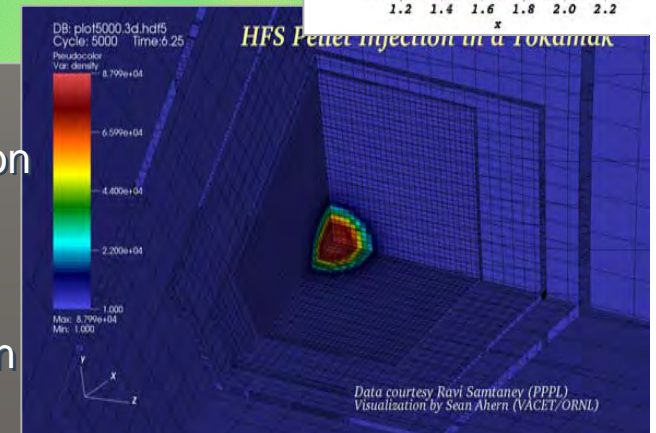 1.2 1.4 1.6 1.8 2.0 2.2
x
DB: plot5000.3d.hdf5
Cycle: 5000 Time:6.25
HFS Pellet Injection in a Tokamak
Pseudocolor
Var: density
8.799e+04
6.599e+04
4.400e+04
2.200e+04
1.000
Max: 8.799e+04
Min: 1.000
on
n
Y
X
Z
Data courtesy Ravi Samtaney (PPPL)
Visualization by Sean Ahern (VACET/ORNL)